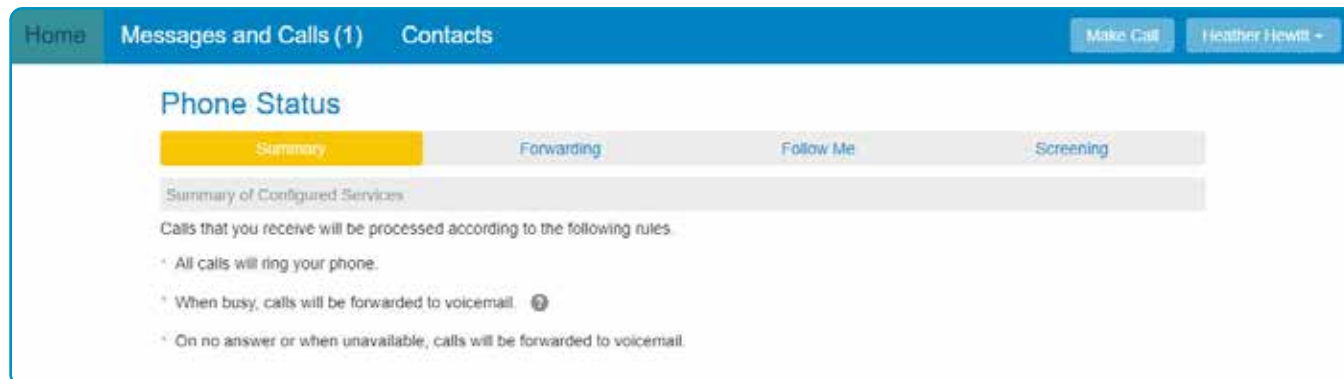 Home Messages and Calls (1) Contacts Make Call Heather Hewitt
Phone Status
Summary Forwarding Follow Me Screening
Summary of Configured Services
Calls that you receive will be processed according to the following rules.
* All calls will ring your phone.
* When busy, calls will be forwarded to voicemail. ?
* On no answer or when unavailable, calls will be forwarded to voicemail.